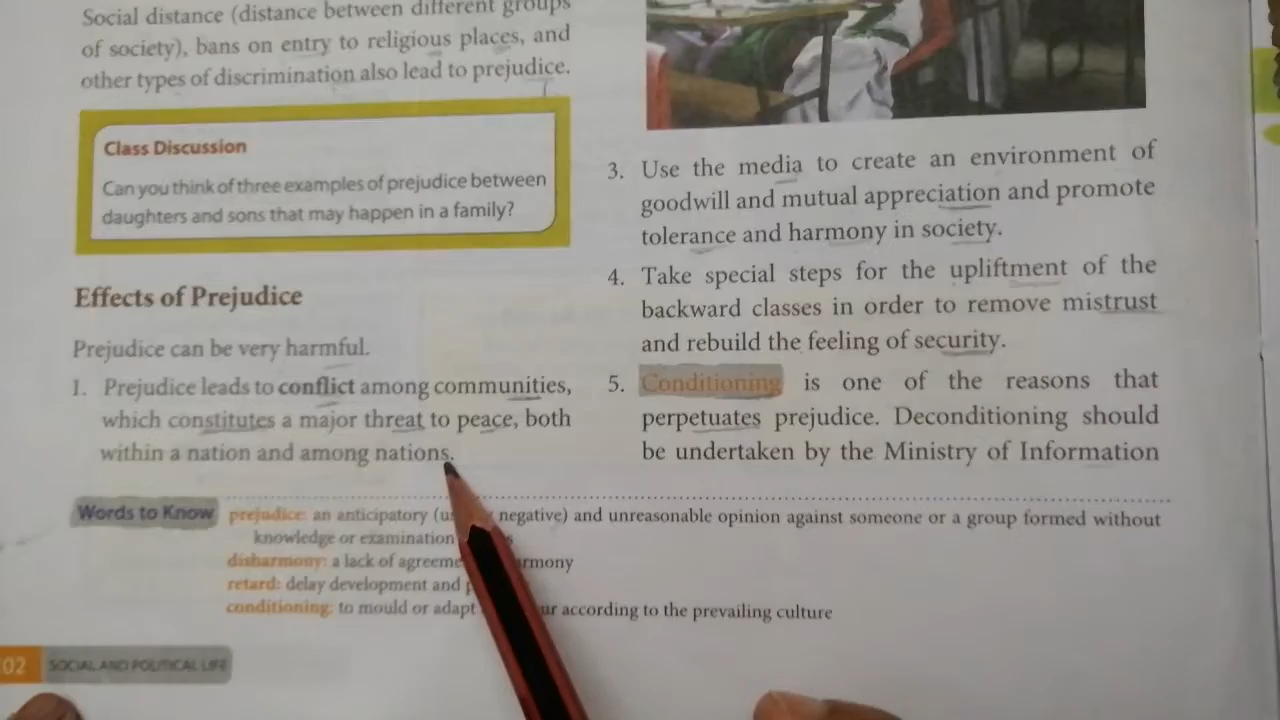 Social distance (distance between different groups
of society), bans on entry to religious places, and
other types of discrimination also lead to prejudice.
Class Discussion
Can you think of three examples of prejudice between
daughters and sons that may happen in a family?
Effects of Prejudice
Prejudice can be very harmful.
1. Prejudice leads to conflict among communities,
which constitutes a major threat to peace, both
within a nation and among nations.
3. Use the media to create an environment of
goodwill and mutual appreciation and promote
tolerance and harmony in society.
4. Take special steps for the upliftment of the
backward classes in order to remove mistrust
and rebuild the feeling of security.
5. Conditioning is one of the reasons that
perpetuates prejudice. Deconditioning should
be undertaken by the Ministry of Information
Words to Know prejudice: an anticipatory negative) and unreasonable opinion against someone or a group formed without
knowledge or examination
disharmony: a lack of
retard: delay development and
conditioning: to mould or adapt according to the prevailing culture
02 SOCIAL AND POLITICAL LIFE